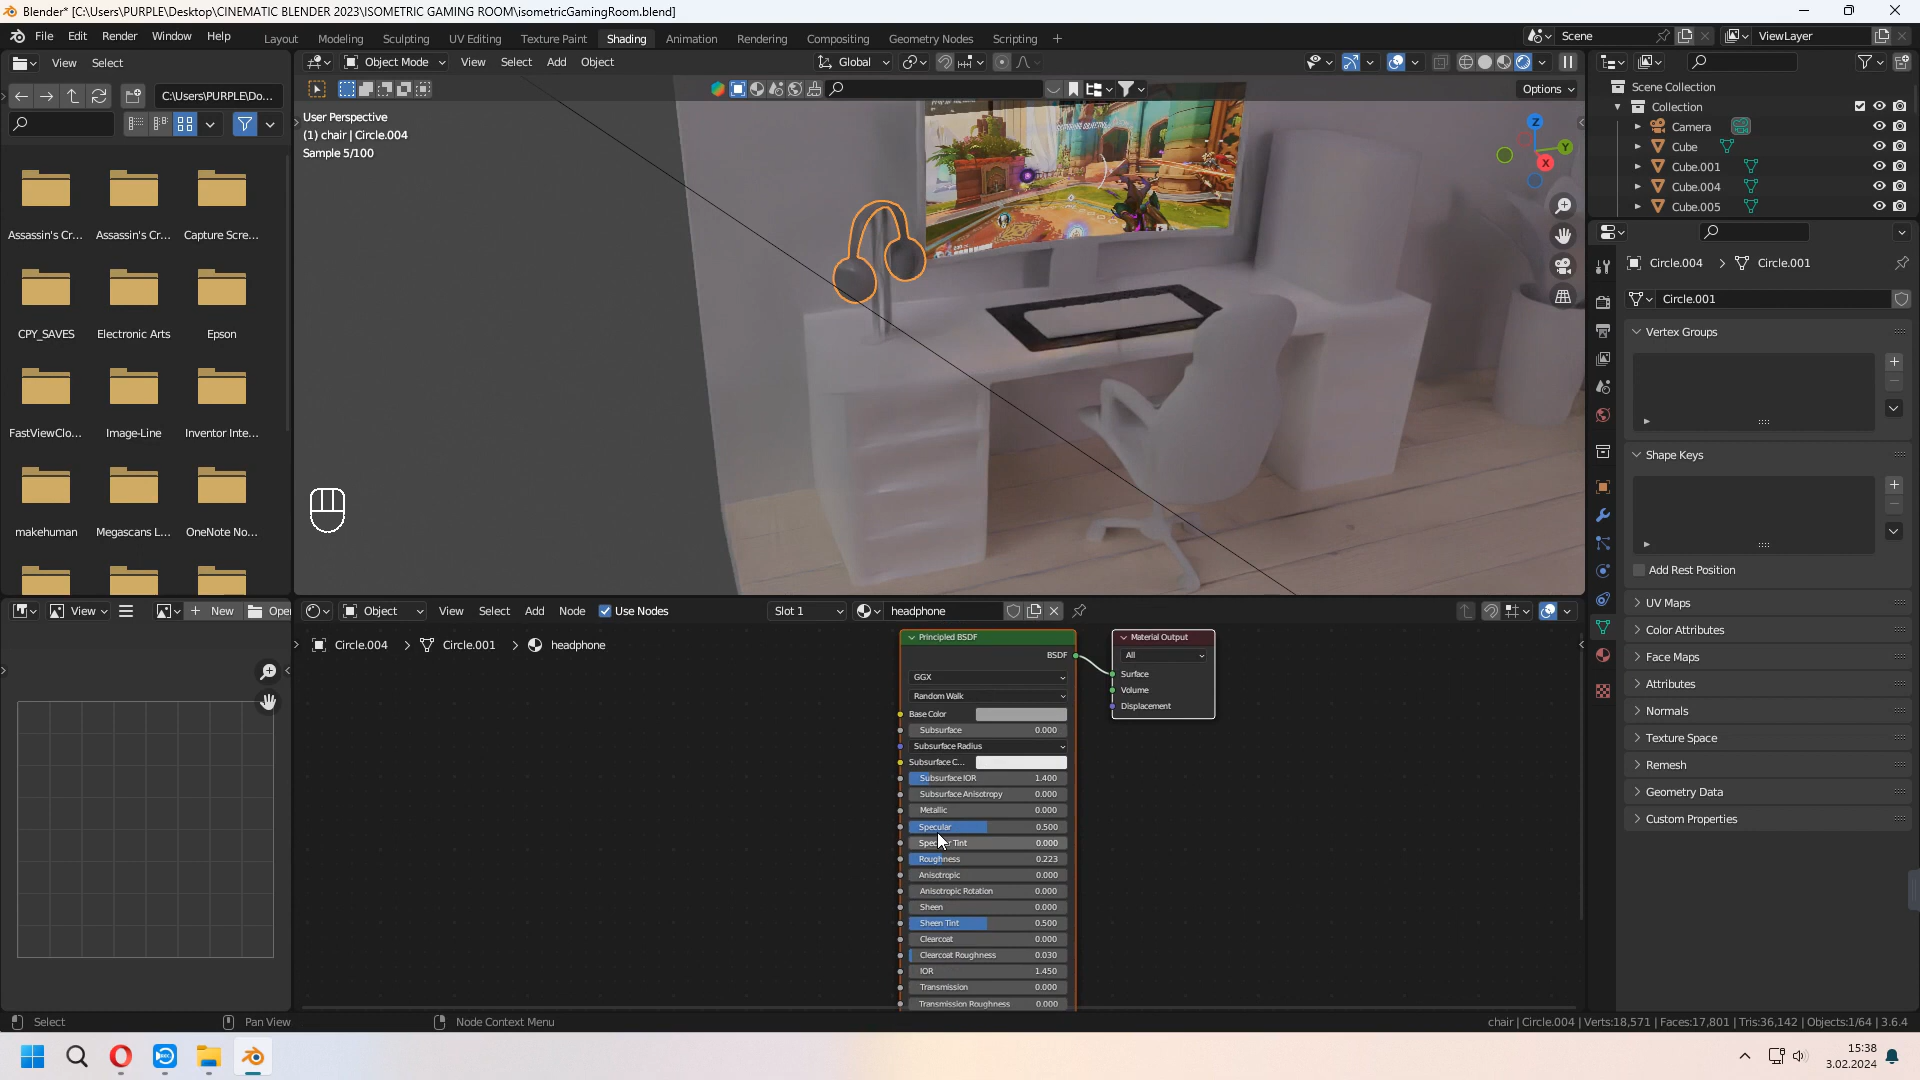 Blender* [C:\Users\PURPLE\Desktop\CINEMATIC BLENDER 2023\ISOMETRIC GAMING ROOM\isometricGamingRoom.blend]
File Edit Render Window Help
Layout Modeling Sculpting UV Editing Texture Paint Shading Animation Rendering Compositing Geometry Nodes Scripting +
Scene
ViewLayer
View Select
Object Mode View Select Add Object
Global
C:\Users\PURPLE\Do...
Options
User Perspective
(1) chair | Circle.004
Sample 5/100
Z
Y
X
Assassin's Cr... Assassin's Cr... Capture Scre...
CPY_SAVES Electronic Arts Epson
FastViewClo... Image-Line Inventor Inte...
makehuman Megascans L... OneNote No...
Scene Collection
Collection
Camera
Cube
Cube.001
Cube.004
Cube.005
Circle.004 > Circle.001
Circle.001
Vertex Groups
Shape Keys
Add Rest Position
UV Maps
Color Attributes
Face Maps
Attributes
Normals
Texture Space
Remesh
Geometry Data
Custom Properties
View
New
Ope
Object View Select Add Node Use Nodes
Slot 1
headphone
Circle.004 > Circle.001 > headphone
Principled BSDF
BSDF
GGX
Random Walk
Base Color
Subsurface 0.000
Subsurface Radius
Subsurface C...
Subsurface IOR 1.400
Subsurface Anisotropy 0.000
Metallic 0.000
Specular 0.500
Tint 0.000
Roughness 0.223
Anisotropic 0.000
Anisotropic Rotation 0.000
Sheen 0.000
Sheen Tint 0.500
Clearcoat 0.000
Clearcoat Roughness 0.030
IOR 1.450
Transmission 0.000
Transmission Roughness 0.000
Material Output
All
Surface
Volume
Displacement
Select
Pan View
Node Context Menu
chair | Circle.004 | Verts:18,571 | Faces:17,801 | Tris:36,142 | Objects:1/64 | 3.6.4
15:38
3.02.2024